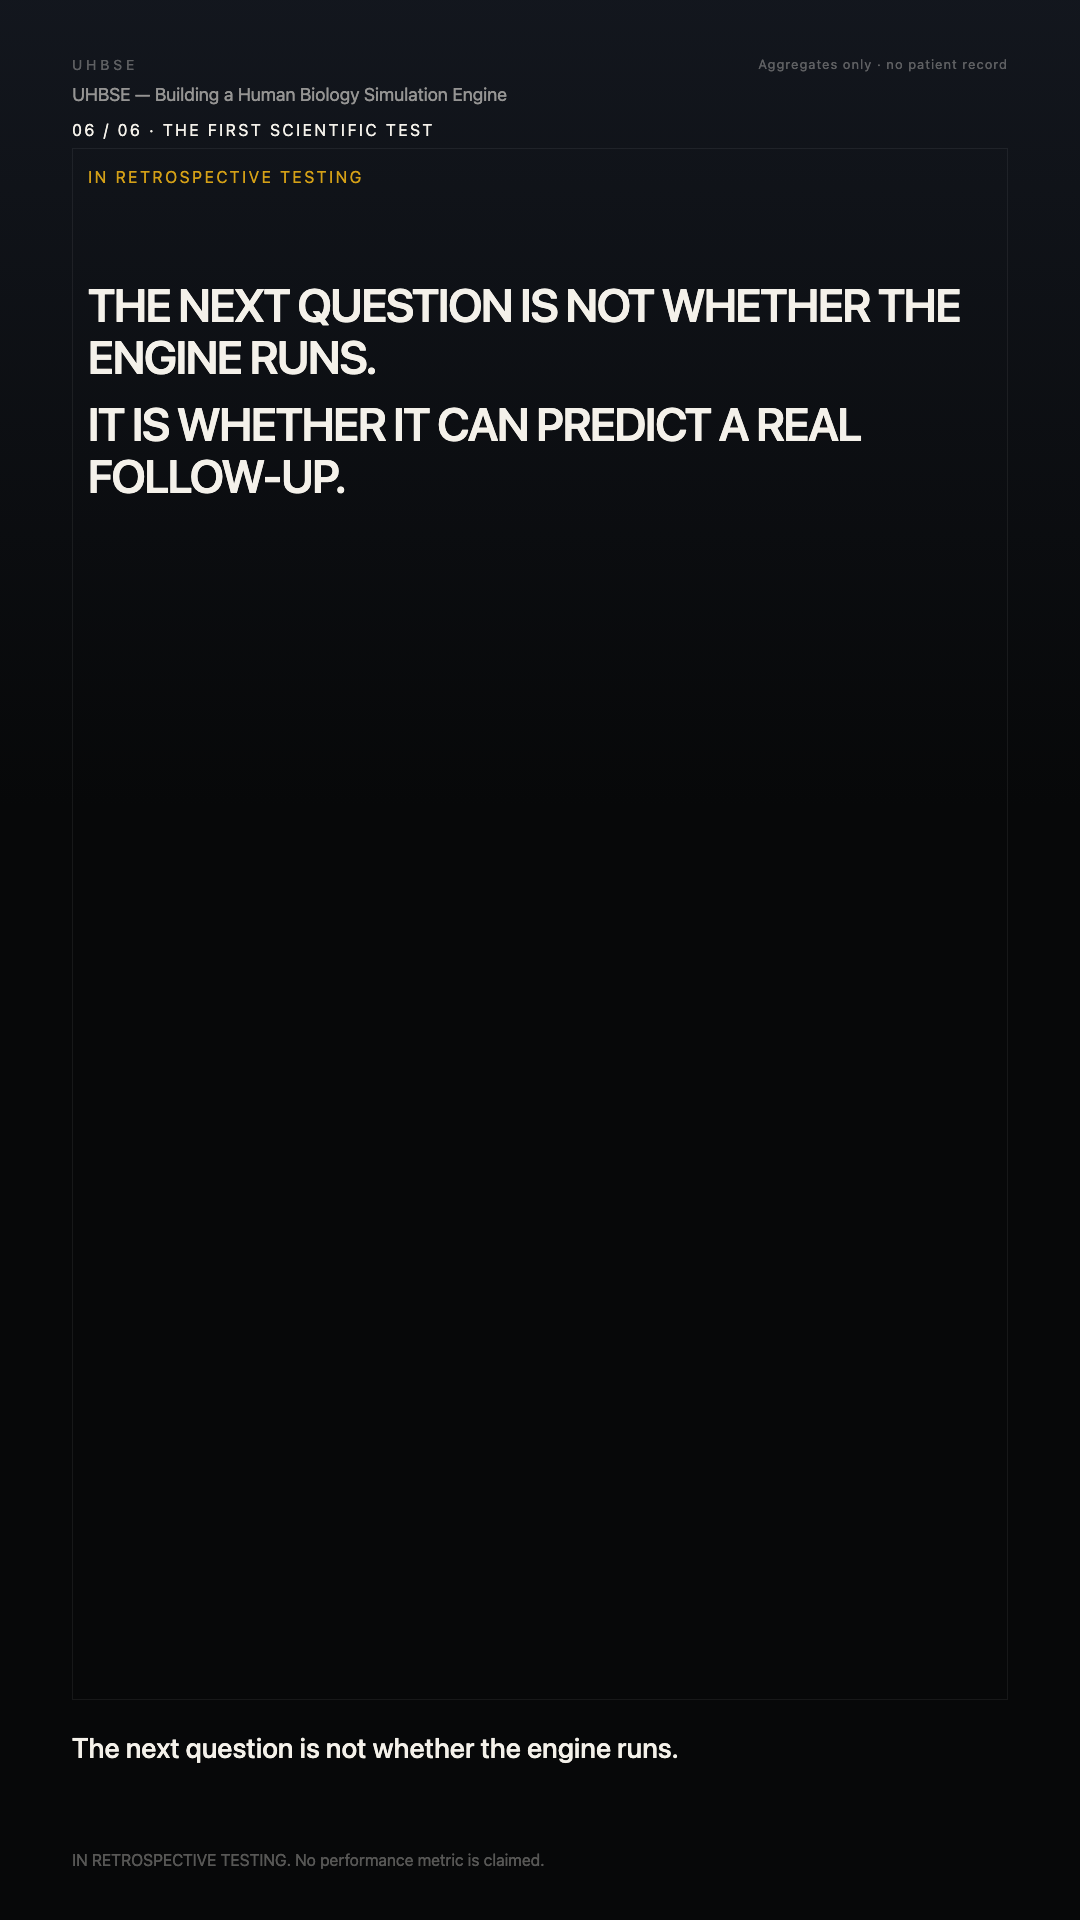 UHBSE
Aggregates only · no patient record
UHBSE — Building a Human Biology Simulation Engine
06 / 06 · THE FIRST SCIENTIFIC TEST
IN RETROSPECTIVE TESTING
THE NEXT QUESTION IS NOT WHETHER THE
ENGINE RUNS.
IT IS WHETHER IT CAN PREDICT A REAL
FOLLOW-UP.
The next question is not whether the engine runs.
IN RETROSPECTIVE TESTING. No performance metric is claimed.